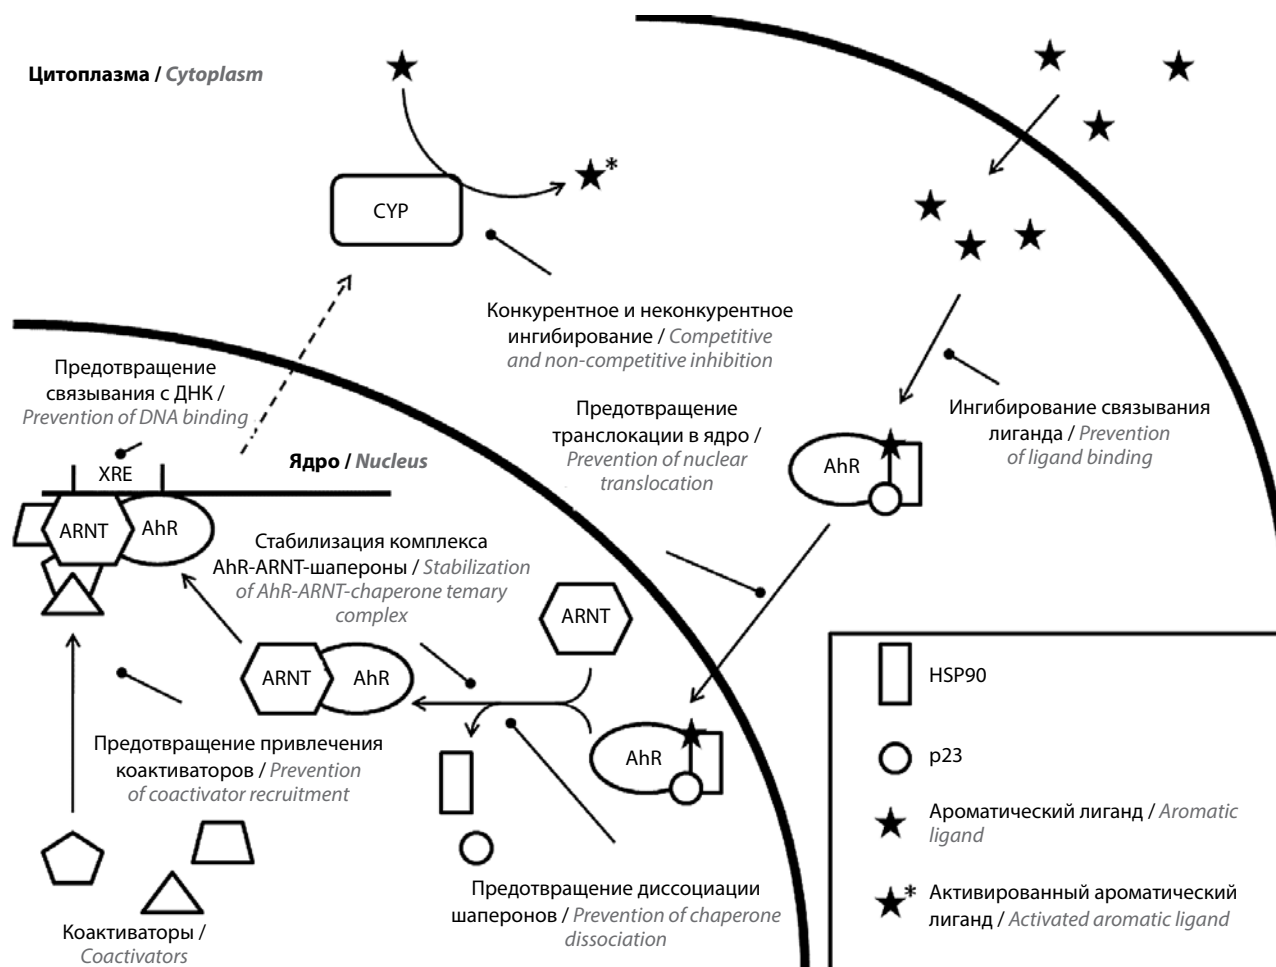 Цитоплазма / Cytoplasm
*
CYP
Конкурентное и неконкурентное
ингибирование / Competitive
and non-competitive inhibition
Предотвращение
связывания с ДНК /
Prevention of DNA binding
Предотвращение
транслокации в ядро /
Prevention of nuclear
translocation
Ингибирование связывания
лиганда / Prevention
of ligand binding
Ядро / Nucleus
XRE
AhR
ARNT
AhR
Стабилизация комплекса
AhR-ARNT-шапероны / Stabilization
of AhR-ARNT-chaperone temary
complex
ARNT
ARNT
AhR
AhR
Предотвращение привлечения
коактиваторов / Prevention
of coactivator recruitment
Предотвращение диссоциации
шаперонов / Prevention of chaperone
dissociation
Коактиваторы /
Coactivators
HSP90
p23
Ароматический лиганд / Aromatic
ligand
* Активированный ароматический
лиганд / Activated aromatic ligand